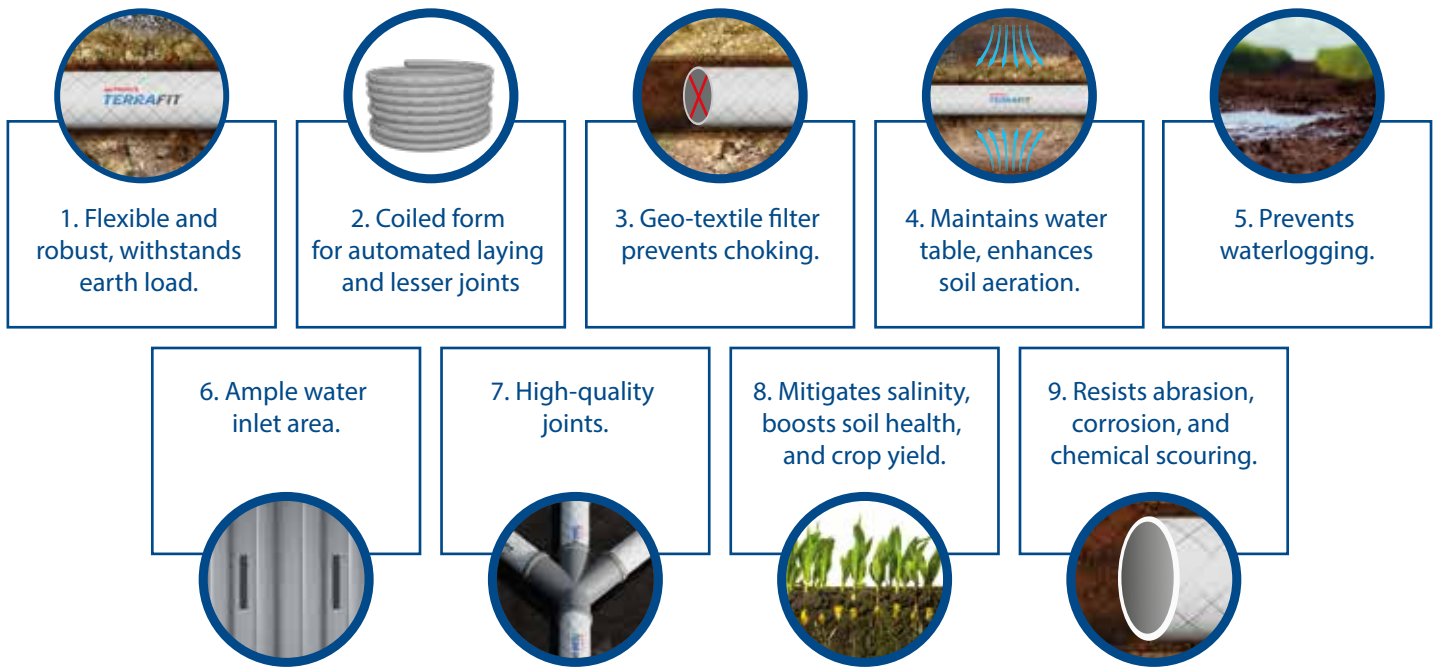 TERRAFIT
TERRAFIT
1. Flexible and
robust, withstands
earth load.
2. Coiled form
for automated laying
and lesser joints
3. Geo-textile filter
prevents choking.
4. Maintains water
table, enhances
soil aeration.
5. Prevents
waterlogging.
6. Ample water
inlet area.
7. High-quality
joints.
8. Mitigates salinity,
boosts soil health,
and crop yield.
9. Resists abrasion,
corrosion, and
chemical scouring.